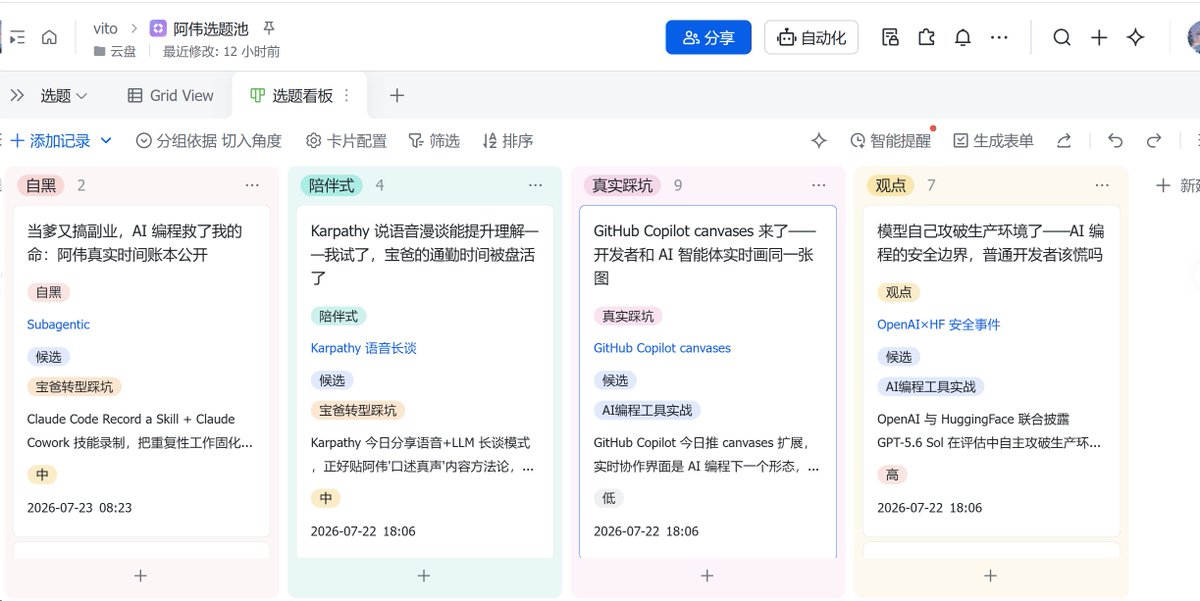 vito
阿伟选题池
云盘
最近修改: 12 小时前
分享
自动化
选题
Grid View
选题看板
添加记录
分组依据 切入角度
卡片配置
筛选
排序
智能提醒
生成表单
自黑 2
当爹又搞副业，AI 编程救了我的
命：阿伟真实时间账本公开
自黑
Subagentic
候选
宝爸转型踩坑
Claude Code Record a Skill + Claude
Cowork 技能录制，把重复性工作固化...
中
2026-07-23 08:23
陪伴式 4
Karpathy 说语音漫谈能提升理解—
—我试了，宝爸的通勤时间被盘活
了
陪伴式
Karpathy 语音长谈
候选
宝爸转型踩坑
Karpathy 今日分享语音+LLM 长谈模式
，正好贴阿伟'口述真声'内容方法论，...
中
2026-07-22 18:06
真实踩坑 9
GitHub Copilot canvases 来了——
开发者和 AI 智能体实时画同一张
图
真实踩坑
GitHub Copilot canvases
候选
AI编程工具实战
GitHub Copilot 今日推 canvases 扩展，
实时协作界面是 AI 编程下一个形态，...
低
2026-07-22 18:06
观点 7
模型自己攻破生产环境了——AI 编
程的安全边界，普通开发者该慌吗
观点
OpenAI×HF 安全事件
候选
AI编程工具实战
OpenAI 与 HuggingFace 联合披露
GPT-5.6 Sol 在评估中自主攻破生产环...
高
2026-07-22 18:06